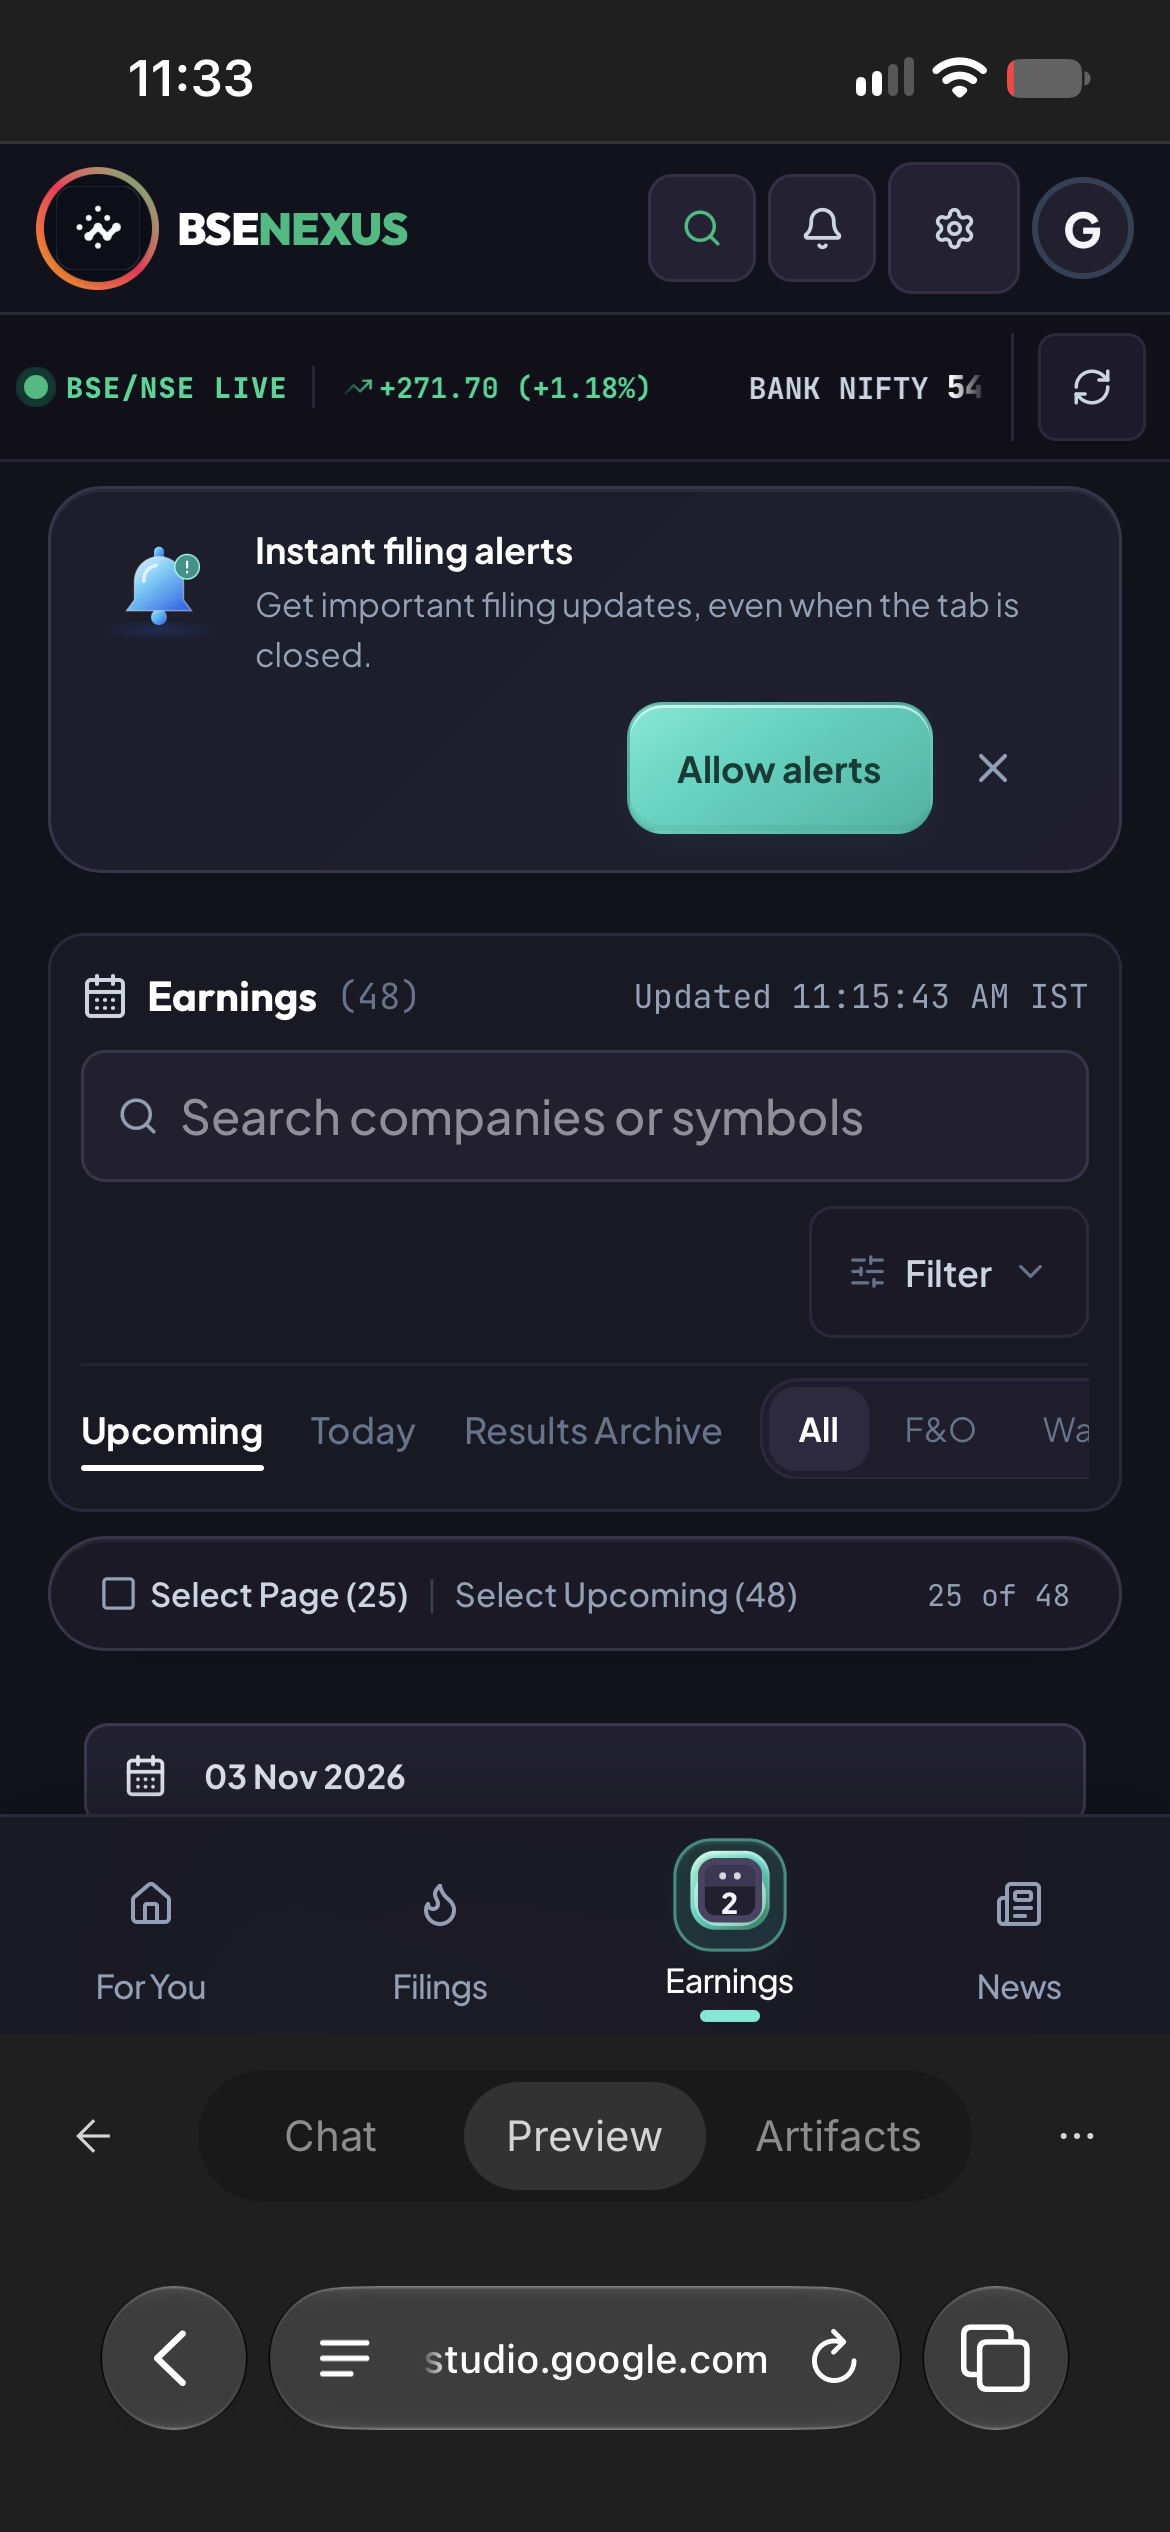 11:33
BSENEXUS
G
BSE/NSE LIVE
+271.70 (+1.18%)
BANK NIFTY 54
Instant filing alerts
Get important filing updates, even when the tab is
closed.
Allow alerts
Earnings (48)
Updated 11:15:43 AM IST
Search companies or symbols
Filter
Upcoming Today Results Archive All F&O Wa
Select Page (25) | Select Upcoming (48) 25 of 48
03 Nov 2026
2
For You Filings Earnings News
Chat Preview Artifacts
studio.google.com